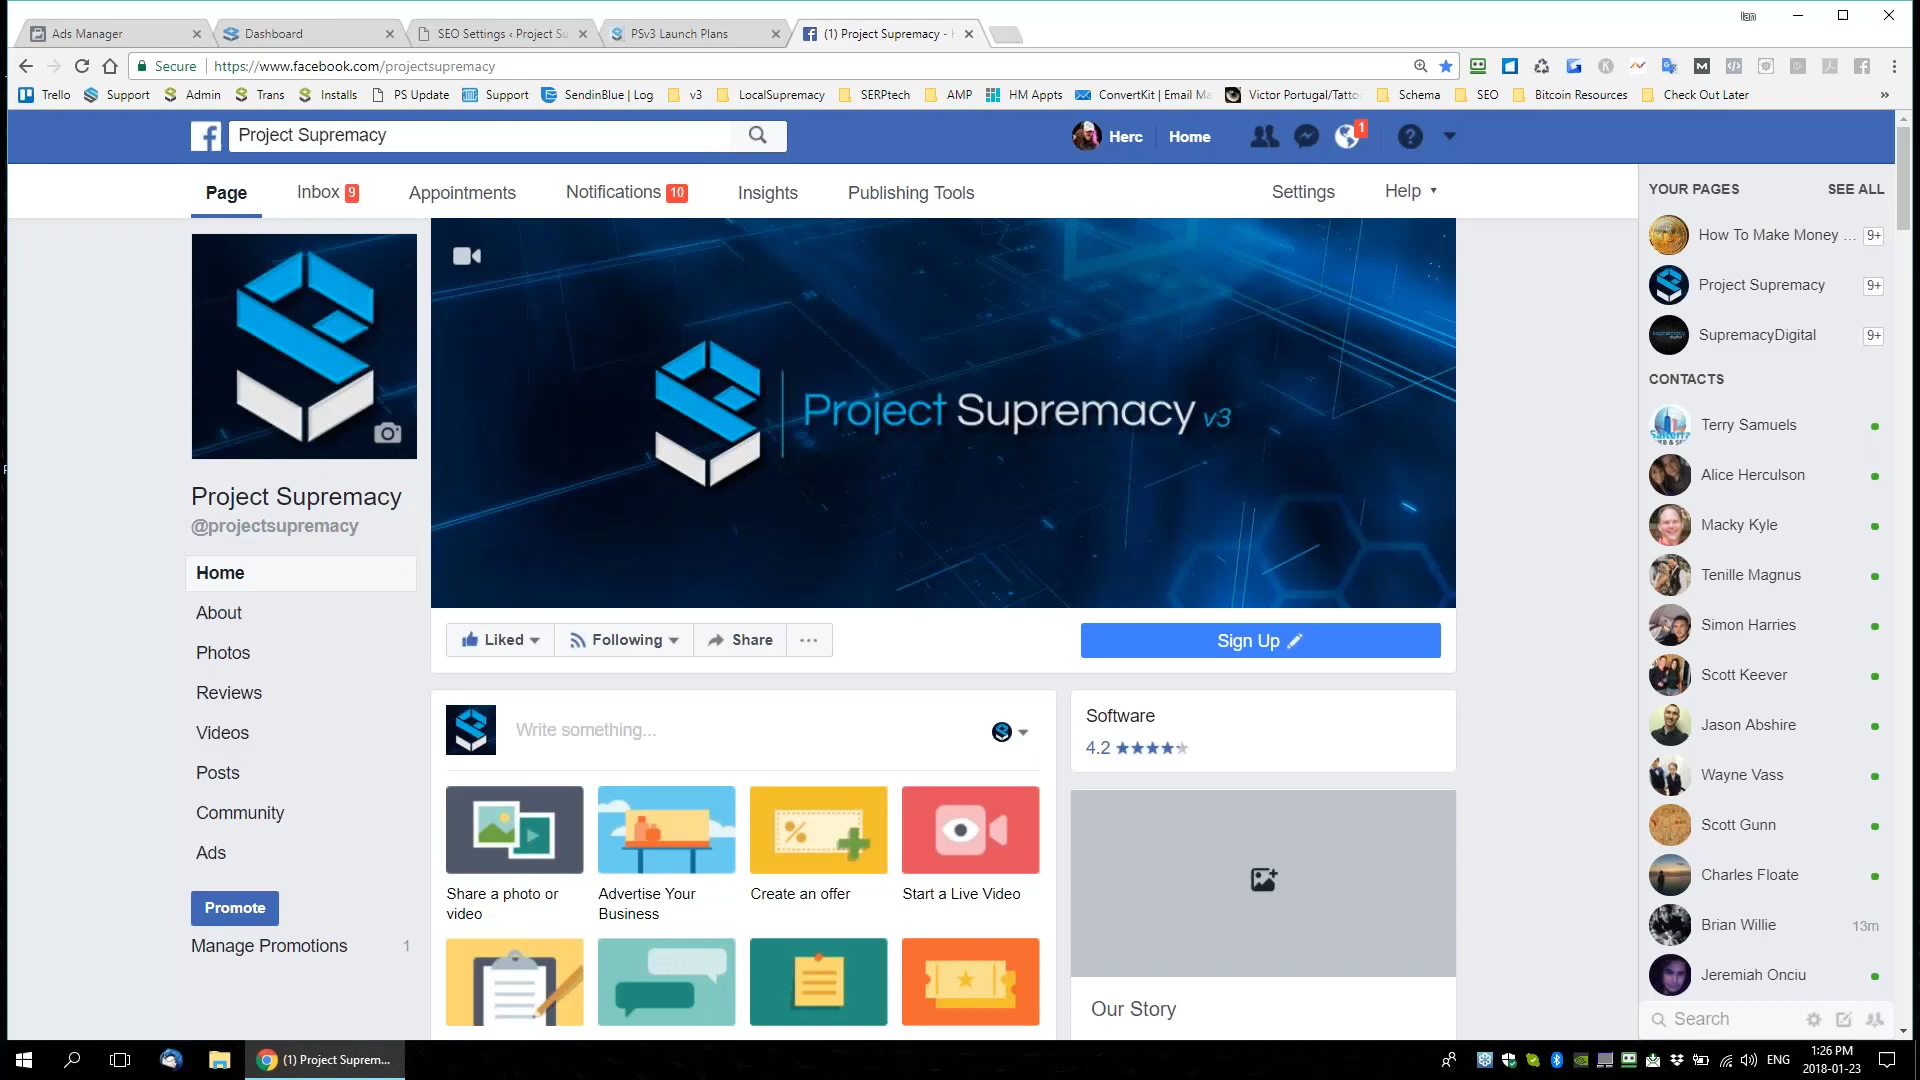 Ian
Ads Manager
Dashboard
SEO Settings ‹ Project Su
PSv3 Launch Plans
(1) Project Supremacy -
Secure
https://www.facebook.com/projectsupremacy
Trello
Support
Admin
Trans
Installs
PS Update
Support
SendinBlue | Log
v3
LocalSupremacy
SERPtech
AMP
HM Appts
ConvertKit | Email Ma
Victor Portugal/Tatto
Schema
SEO
Bitcoin Resources
Check Out Later
»
Project Supremacy
Herc
Home
1
Page
Inbox 9
Appointments
Notifications 10
Insights
Publishing Tools
Settings
Help
YOUR PAGES
SEE ALL
How To Make Money ...
9+
Project Supremacy
9+
SupremacyDigital
9+
CONTACTS
Terry Samuels
Alice Herculson
Macky Kyle
Tenille Magnus
Simon Harries
Scott Keever
Jason Abshire
Wayne Vass
Scott Gunn
Charles Floate
Brian Willie
13m
Jeremiah Onciu
Search
Project Supremacy v3
Project Supremacy
@projectsupremacy
Home
About
Photos
Reviews
Videos
Posts
Community
Ads
Promote
Manage Promotions
1
Liked
Following
Share
Sign Up
Write something...
Share a photo or
video
Advertise Your
Business
Create an offer
Start a Live Video
Software
4.2
Our Story
(1) Project Suprem...
ENG
1:26 PM
2018-01-23